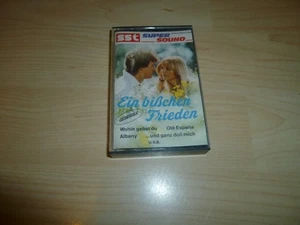 sst SUPER SOUND
Ein bißchen
Frieden
Wohin gehst du Olé Espana
Albany ...und ganz doll mich
u.a.